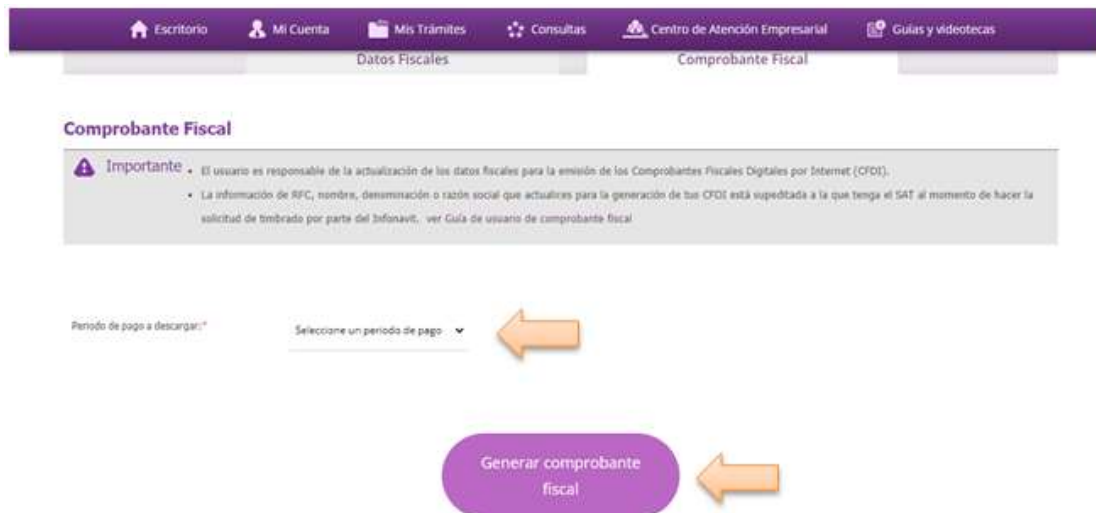 Escritorio Mi Cuenta Mis Trámites Consultas Centro de Atención Empresarial Guías y videotecas
Datos Fiscales Comprobante Fiscal
Comprobante Fiscal
Importante • El usuario es responsable de la actualización de los datos fiscales para la emisión de los Comprobantes Fiscales Digitales por Internet (CFDI).
• La información de RFC, nombre, denominación o razón social que actualices para la generación de tus CFDI está supeditada a la que tenga el SAT al momento de hacer la
solicitud de timbrado por parte del Infonavit. ver Guía de usuario de comprobante fiscal
Periodo de pago a descargar:* Seleccione un periodo de pago
Generar comprobante
fiscal